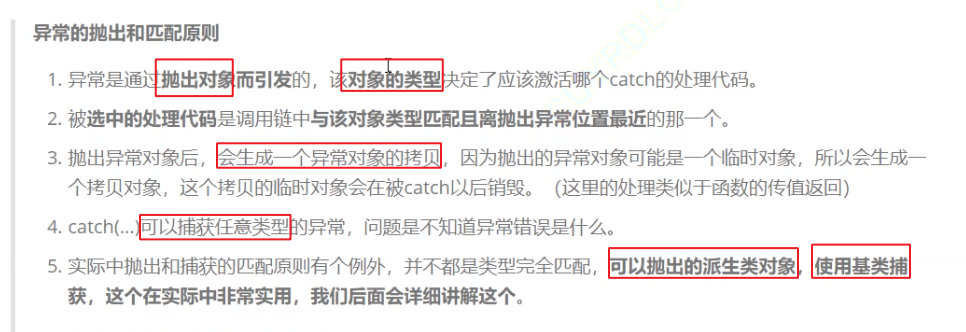 异常的抛出和匹配原则
1. 异常是通过抛出对象而引发的，该对象的类型决定了应该激活哪个catch的处理代码。
2. 被选中的处理代码是调用链中与该对象类型匹配且离抛出异常位置最近的那一个。
3. 抛出异常对象后，会生成一个异常对象的拷贝，因为抛出的异常对象可能是一个临时对象，所以会生成一
个拷贝对象，这个拷贝的临时对象会在被catch以后销毁。（这里的处理类似于函数的传值返回）
4. catch(...)可以捕获任意类型的异常，问题是不知道异常错误是什么。
5. 实际中抛出和捕获的匹配原则有个例外，并不都是类型完全匹配，可以抛出的派生类对象，使用基类捕
获，这个在实际中非常实用，我们后面会详细讲解这个。